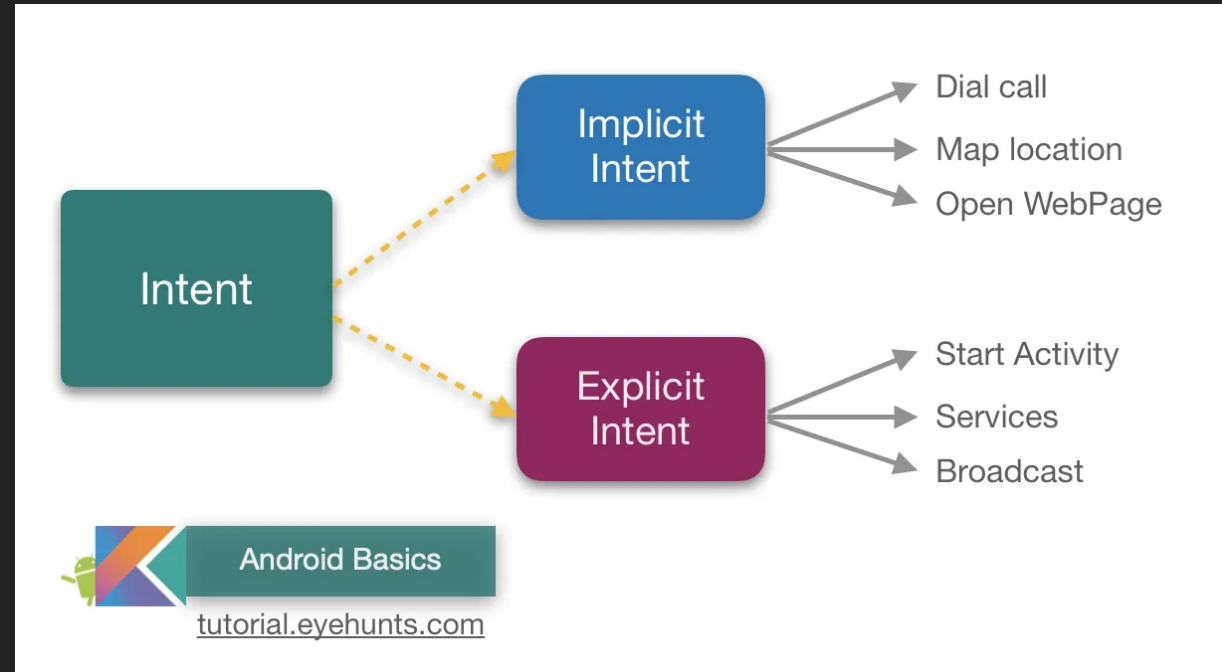 Intent
Implicit
Intent
Dial call
Map location
Open WebPage
Explicit
Intent
Start Activity
Services
Broadcast
Android Basics
tutorial.eyehunts.com